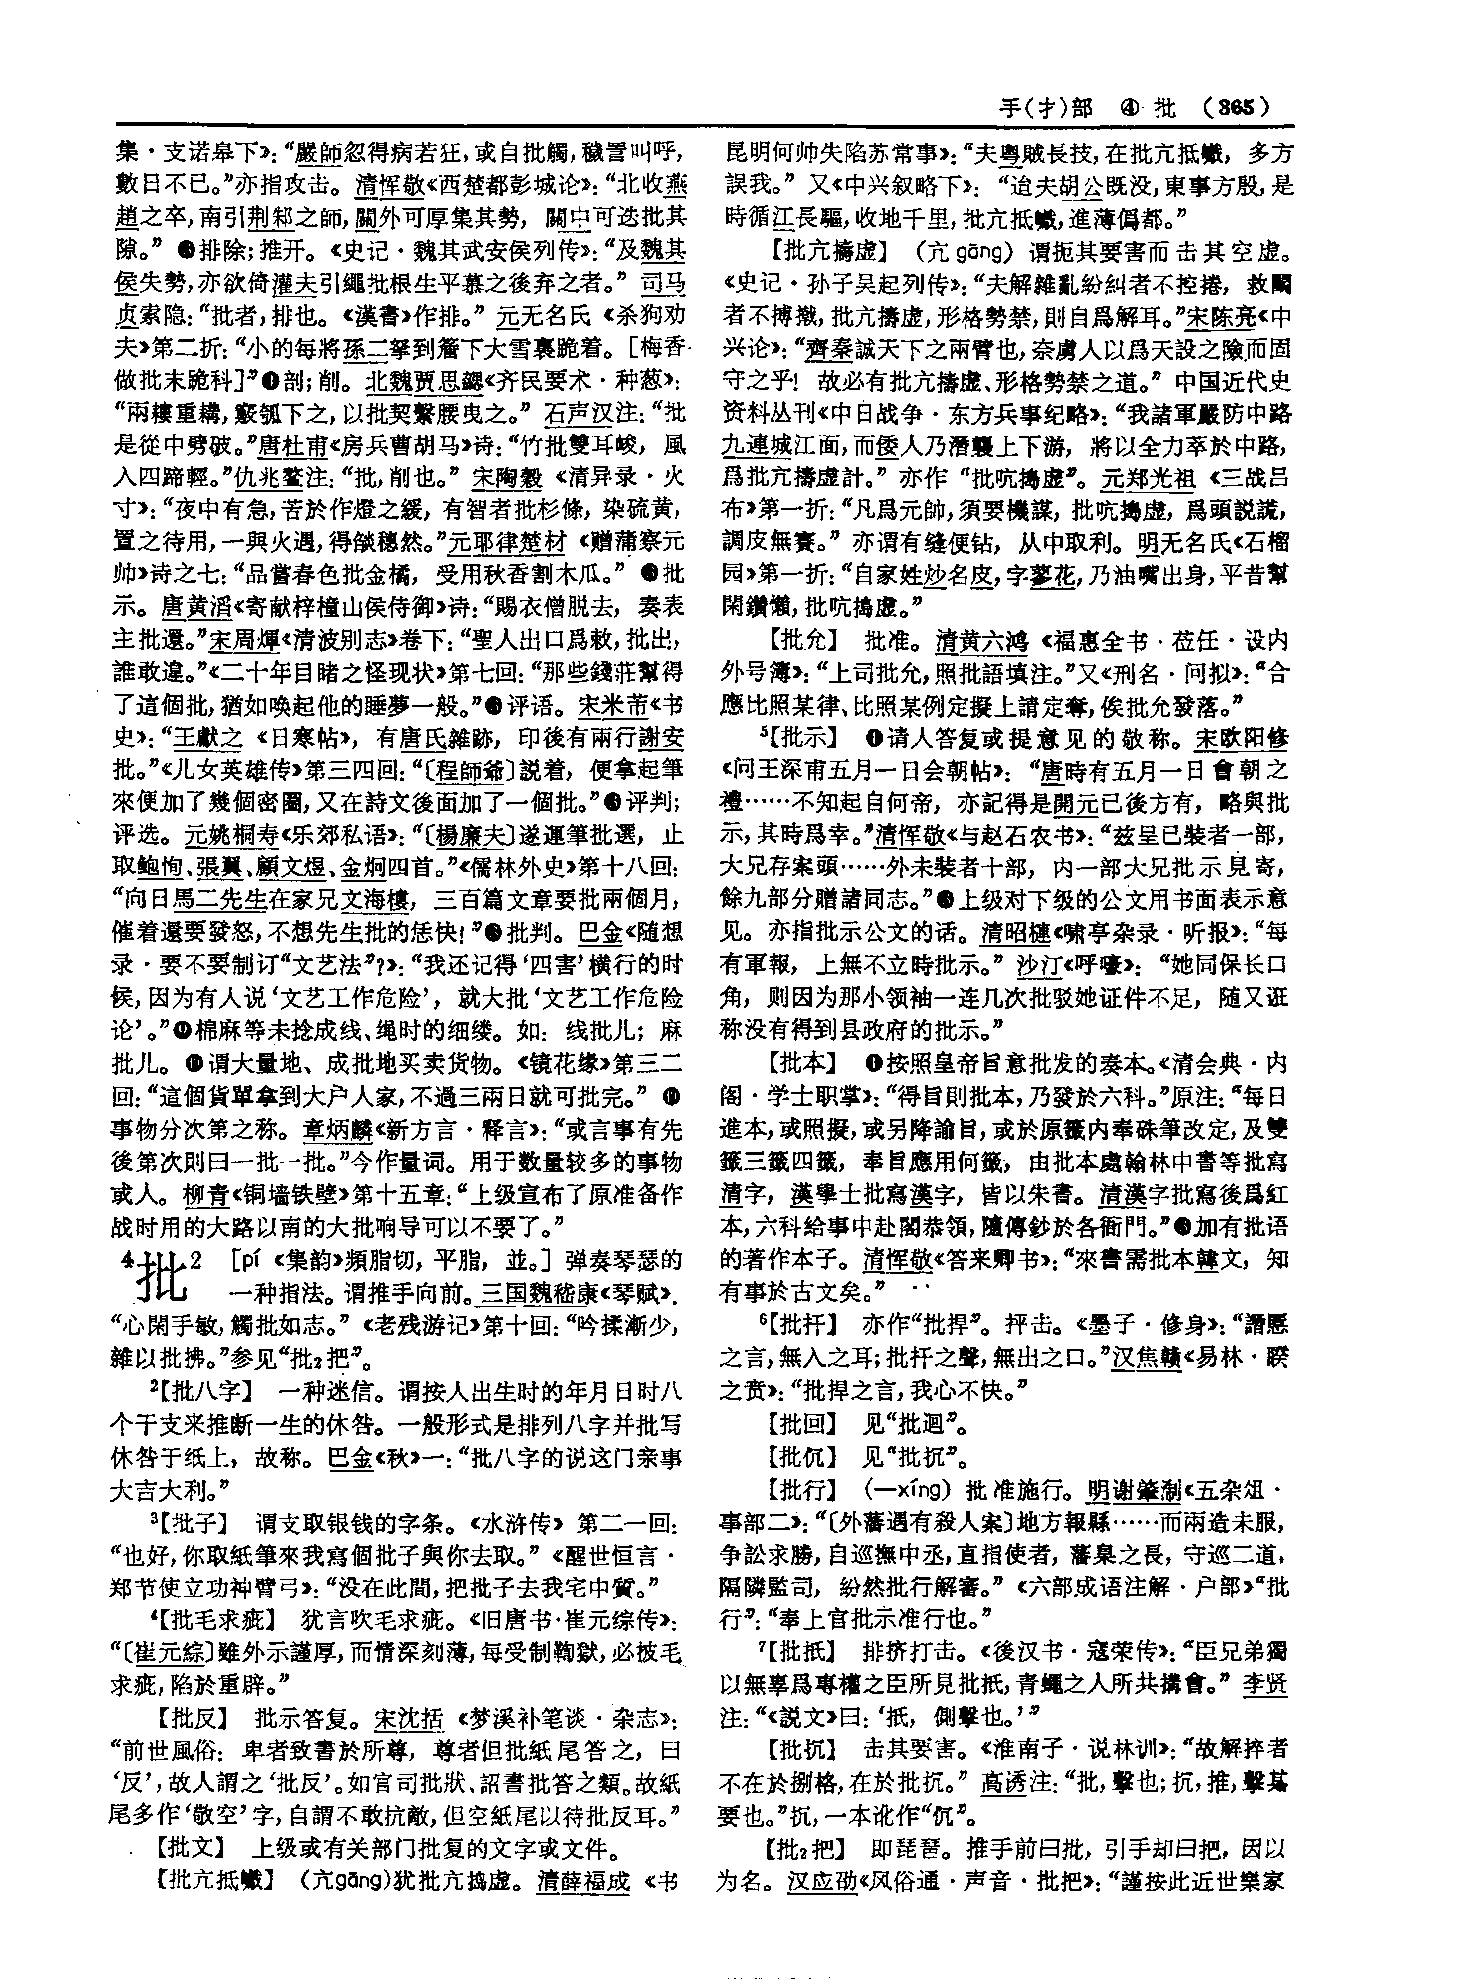 手(扌)部 ④ 批 (365)
集·支诺皋下》：“嚴師忽得病若狂，或自批觸，穢詈叫呼，
數日不已。”亦指攻击。清恽敬《西楚都彭城论》：“北收燕
趙之卒，南引荆邾之師，關外可厚集其勢，關中可迭批其
隙。” 排除；推开。《史记·魏其武安侯列传》：“及魏其
侯失勢，亦欲倚灌夫引繩批根生平慕之後弃之者。” 司马
贞索隐：“批者，排也。《漢書》作排。” 元无名氏《杀狗劝
夫》第二折：“小的每將孫二拏到簷下大雪裏跪着。［梅香
做批末跪科］” 剖；削。北魏贾思勰《齐民要术·种葱》：
“兩耬重耩，竅瓠下之，以批契繫腰曳之。” 石声汉注：“批
是從中劈破。”唐杜甫《房兵曹胡马》诗：“竹批雙耳峻，風
入四蹄輕。”仇兆鳌注：“批，削也。” 宋陶穀《清异录·火
寸》：“夜中有急，苦於作燈之緩，有智者批杉條，染硫黄，
置之待用，一與火遇，得燄穗然。”元耶律楚材《赠蒲察元
帅》诗之七：“品嘗春色批金橘，受用秋香割木瓜。” 批
示。唐黄滔《寄献梓橦山侯侍御》诗：“賜衣僧脱去，奏表
主批還。”宋周煇《清波别志》卷下：“聖人出口爲敕，批出，
誰敢違。”《二十年目睹之怪现状》第七回：“那些錢莊幫得
了這個批，猶如唤起他的睡夢一般。” 评语。宋米芾《书
史》：“王獻之《日寒帖》，有唐氏雜跡，印後有兩行謝安
批。”《儿女英雄传》第三四回：“〔程師爺〕説着，便拿起筆
來便加了幾個密圈，又在詩文後面加了一個批。” 评判；
评选。元姚桐寿《乐郊私语》：“〔楊廉夫〕遂運筆批選，止
取鮑恂、張翼、顧文煜、金炯四首。”《儒林外史》第十八回：
“向日馬二先生在家兄文海樓，三百篇文章要批兩個月，
催着還要發怒，不想先生批的恁快！” 批判。巴金《随想
录·要不要制订“文艺法”？》：“我还记得‘四害’横行的时
候，因为有人说‘文艺工作危险’，就大批‘文艺工作危险
论’。” 棉麻等未捻成线、绳时的细缕。如：线批儿；麻
批儿。 谓大量地、成批地买卖货物。《镜花缘》第三二
回：“這個貨單拿到大户人家，不過三兩日就可批完。”
事物分次第之称。章炳麟《新方言·释言》：“或言事有先
後第次則曰一批一批。”今作量词。用于数量较多的事物
或人。柳青《铜墙铁壁》第十五章：“上级宣布了原准备作
战时用的大路以南的大批响导可以不要了。”
4批2 ［pí《集韵》頻脂切，平脂，並。］弹奏琴瑟的
一种指法。谓推手向前。三国魏嵇康《琴赋》：
“心閑手敏，觸批如志。”《老残游记》第十回：“吟揉漸少，
雜以批拂。”参见“批2把”。
2【批八字】 一种迷信。谓按人出生时的年月日时八
个干支来推断一生的休咎。一般形式是排列八字并批写
休咎于纸上，故称。巴金《秋》一：“批八字的说这门亲事
大吉大利。”
3【批子】 谓支取银钱的字条。《水浒传》第二一回：
“也好，你取紙筆來我寫個批子與你去取。”《醒世恒言·
郑节使立功神臂弓》：“没在此間，把批子去我宅中質。”
4【批毛求疵】 犹言吹毛求疵。《旧唐书·崔元综传》：
“〔崔元綜〕雖外示謹厚，而情深刻薄，每受制鞫獄，必披毛
求疵，陷於重辟。”
【批反】 批示答复。宋沈括《梦溪补笔谈·杂志》：
“前世風俗：卑者致書於所尊，尊者但批紙尾答之，曰
‘反’，故人謂之‘批反’。如官司批狀、詔書批答之類。故紙
尾多作‘敬空’字，自謂不敢抗敵，但空紙尾以待批反耳。”
【批文】 上级或有关部门批复的文字或文件。
【批亢抵巇】（亢gāng）犹批亢捣虚。清薛福成《书
昆明何帅失陷苏常事》：“夫粤賊長技，在批亢抵巇，多方
誤我。”又《中兴叙略下》：“迨夫胡公既没，東事方殷，是
時循江長驅，收地千里，批亢抵巇，進薄僞都。”
【批亢擣虚】（亢gāng）谓扼其要害而击其空虚。
《史记·孙子吴起列传》：“夫解雜亂紛糾者不控捲，救鬭
者不搏撠，批亢擣虚，形格勢禁，則自爲解耳。”宋陈亮《中
兴论》：“齊秦誠天下之兩臂也，奈虜人以爲天設之險而固
守之乎！故必有批亢擣虚、形格勢禁之道。”中国近代史
资料丛刊《中日战争·东方兵事纪略》：“我諸軍嚴防中路
九連城江面，而倭人乃潛襲上下游，將以全力萃於中路，
爲批亢擣虚計。”亦作“批吭搗虚”。元郑光祖《三战吕
布》第一折：“凡爲元帥，須要機謀，批吭搗虚，爲頭説謊，
調皮無賽。”亦谓有缝便钻，从中取利。明无名氏《石榴
园》第一折：“自家姓炒名皮，字蓼花，乃油嘴出身，平昔幫
閑鑽懶，批吭搗虚。”
【批允】 批准。清黄六鸿《福惠全书·莅任·设内
外号簿》：“上司批允，照批語填注。”又《刑名·问拟》：“合
應比照某律、比照某例定擬上請定奪，俟批允發落。”
5【批示】 ❶请人答复或提意见的敬称。宋欧阳修
《问王深甫五月一日会朝帖》：“唐時有五月一日會朝之
禮……不知起自何帝，亦記得是開元已後方有，略與批
示，其時爲幸。”清恽敬《与赵石农书》：“兹呈已裝者一部，
大兄存案頭……外未裝者十部，内一部大兄批示見寄，
餘九部分贈諸同志。”❷上级对下级的公文用书面表示意
见。亦指批示公文的话。清昭槤《啸亭杂录·听报》：“每
有軍報，上無不立時批示。”沙汀《呼嚎》：“她同保长口
角，则因为那小领袖一连几次批驳她证件不足，随又诳
称没有得到县政府的批示。”
【批本】 ❶按照皇帝旨意批发的奏本。《清会典·内
阁·学士职掌》：“得旨則批本，乃發於六科。”原注：“每日
進本，或照擬，或另降諭旨，或於原籤内奉硃筆改定，及雙
籤三籤四籤，奉旨應用何籤，由批本處翰林中書等批寫
清字，漢學士批寫漢字，皆以朱書。清漢字批寫後爲紅
本，六科給事中赴閣恭領，隨傳鈔於各衙門。”❷加有批语
的著作本子。清恽敬《答来卿书》：“來書需批本韓文，知
有事於古文矣。”
6【批扞】 亦作“批捍”。抨击。《墨子·修身》：“譖慝
之言，無入之耳；批扞之聲，無出之口。”汉焦赣《易林·睽
之贲》：“批捍之言，我心不快。”
【批回】 见“批迴”。
【批伉】 见“批抗”。
【批行】（—xíng）批准施行。明谢肇淛《五杂俎·
事部二》：“〔外藩遇有殺人案〕地方報縣……而兩造未服，
争訟求勝，自巡撫中丞，直指使者，藩臬之長，守巡二道，
隔隣監司，紛然批行解審。”《六部成语注解·户部》“批
行”：“奉上官批示准行也。”
7【批抵】 排挤打击。《後汉书·寇荣传》：“臣兄弟獨
以無辜爲專權之臣所見批抵，青蠅之人所共搆會。”李贤
注：“《説文》曰：‘抵，側擊也。’”
【批抗】 击其要害。《淮南子·说林训》：“故解捽者
不在於捌格，在於批抗。”高诱注：“批，擊也；抗，推，擊其
要也。”抗，一本讹作“伉”。
【批2把】 即琵琶。推手前曰批，引手却曰把，因以
为名。汉应劭《风俗通·声音·批把》：“謹按此近世樂家